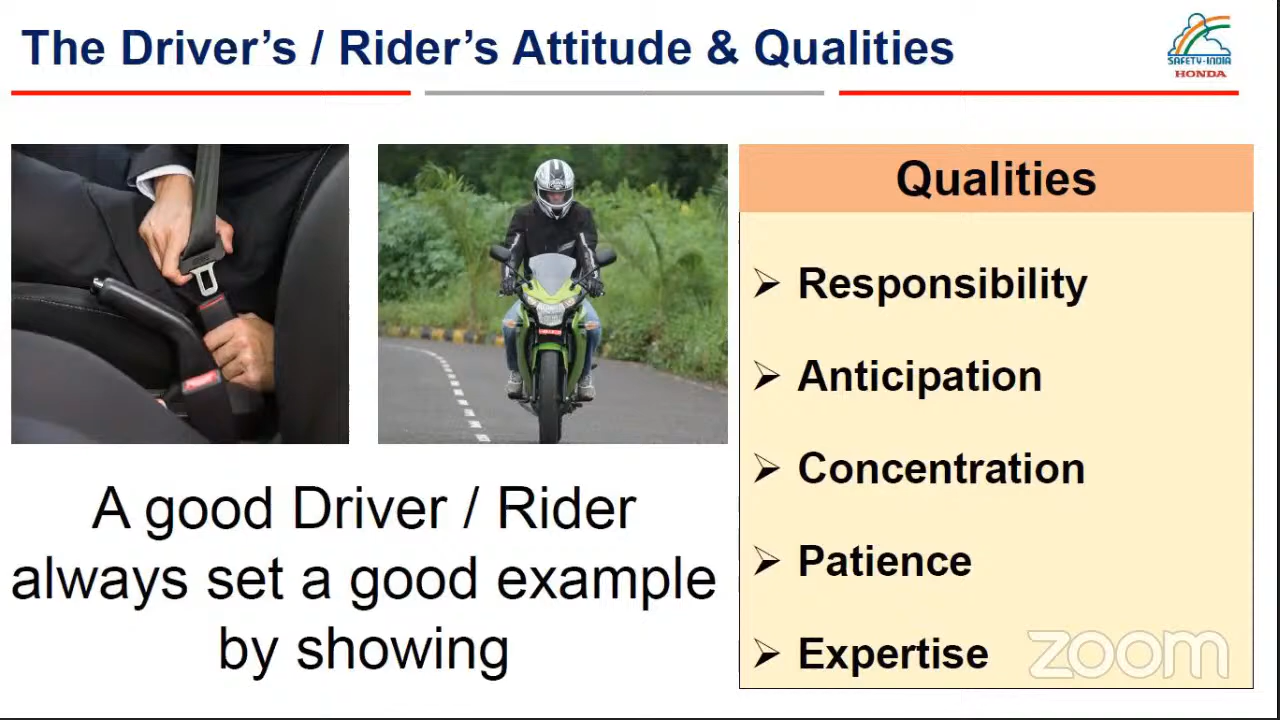 The Driver's / Rider's Attitude & Qualities
SAFETY-INDIA
HONDA
Qualities
Responsibility
Anticipation
Concentration
Patience
Expertise
A good Driver / Rider
always set a good example
by showing
zoom